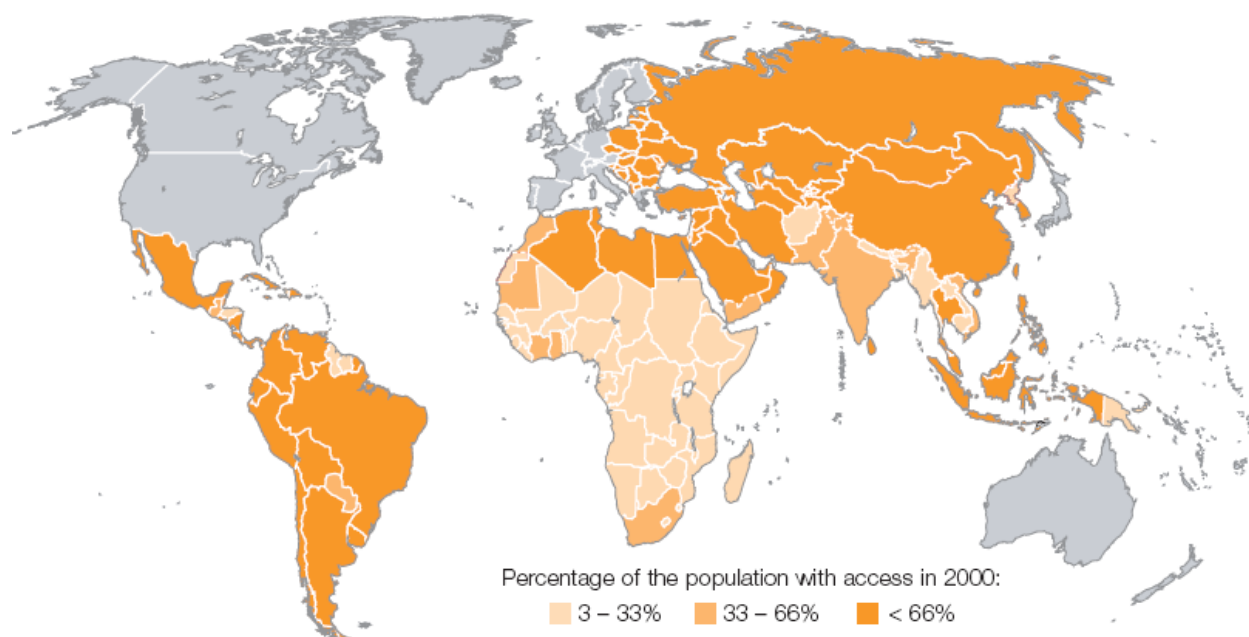 Percentage of the population with access in 2000:
3 – 33% 33 – 66% < 66%